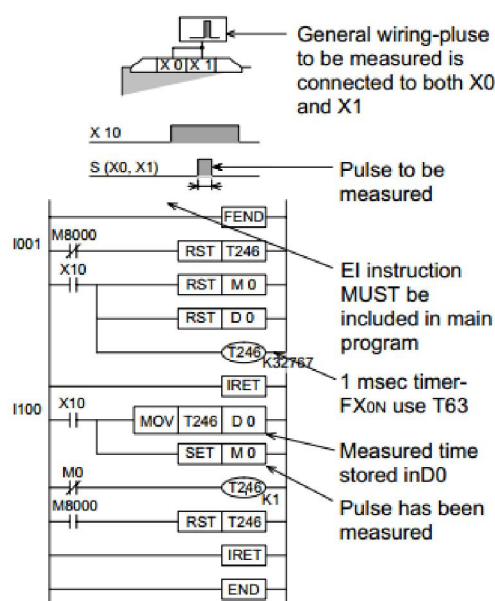 General wiring-pluse
to be measured is
connected to both X0
and X1
X 0 X 1
X 10
S (X0, X1)
Pulse to be
measured
FEND
I001
M8000
RST T246
X10
RST M 0
RST D 0
T246
K32767
IRET
EI instruction
MUST be
included in main
program
1 msec timer-
FX0N use T63
I100
X10
MOV T246 D 0
SET M 0
M0
T246
K1
M8000
RST T246
IRET
END
Measured time
stored inD0
Pulse has been
measured